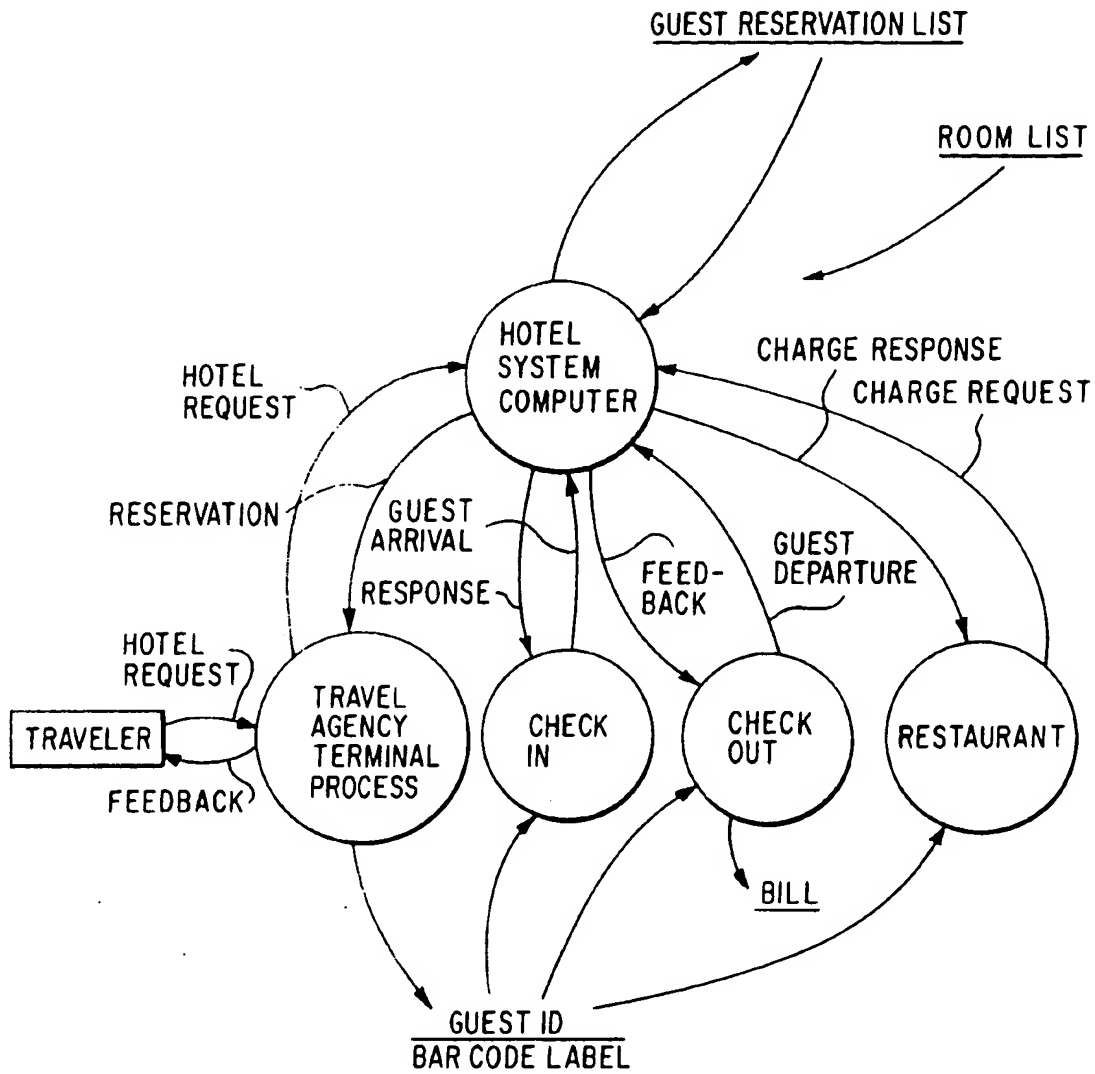 GUEST RESERVATION LIST
ROOM LIST
HOTEL
SYSTEM
COMPUTER
CHARGE RESPONSE
CHARGE REQUEST
HOTEL
REQUEST
RESERVATION
GUEST
ARRIVAL
RESPONSE
FEED-
BACK
GUEST
DEPARTURE
HOTEL
REQUEST
TRAVELER
FEEDBACK
TRAVEL
AGENCY
TERMINAL
PROCESS
CHECK
IN
CHECK
OUT
RESTAURANT
BILL
GUEST ID
BAR CODE LABEL